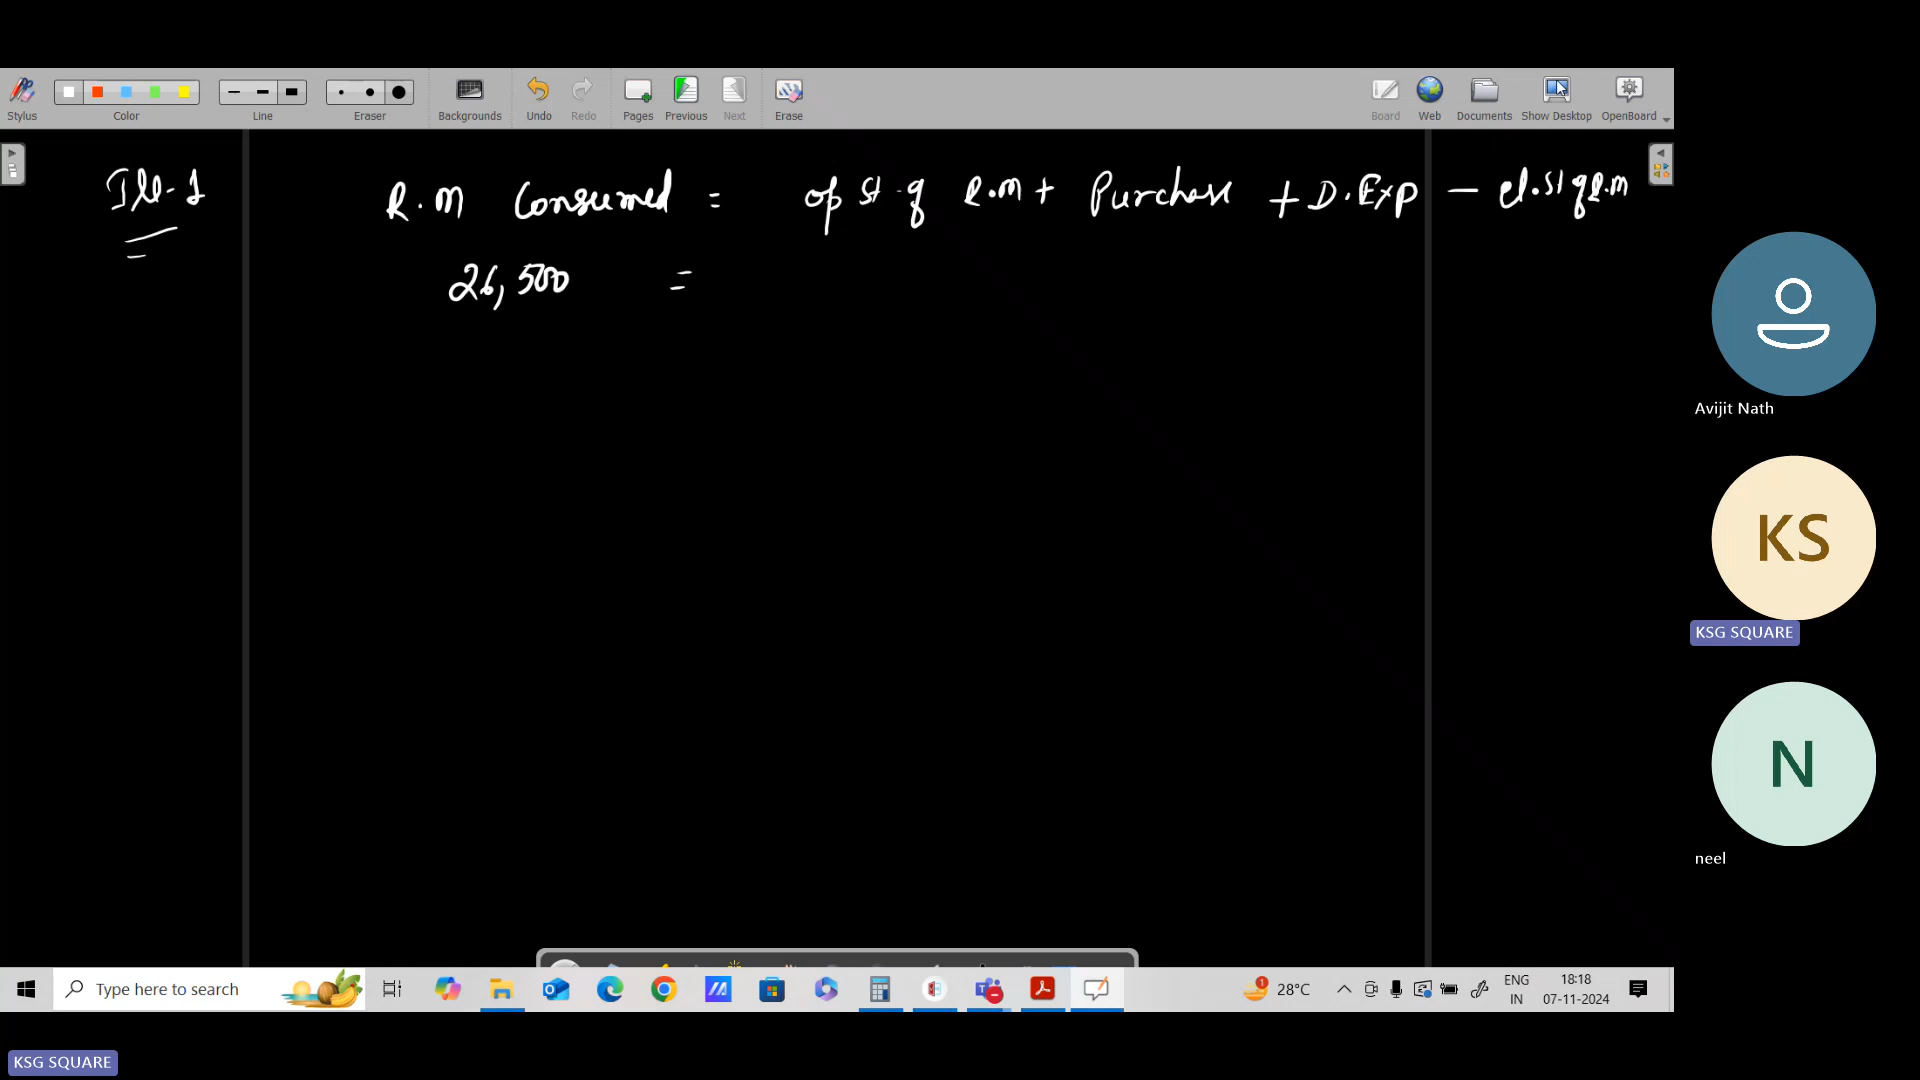 Stylus
Color
Line
Eraser
Backgrounds
Undo
Redo
Pages
Previous
Next
Erase
Board
Web
Documents
Show Desktop
OpenBoard
Ill-1
R.M Consumed = op st. of R.M + Purchase + D.Exp - cl.st of R.M
26,500 =
Avijit Nath
KS
KSG SQUARE
N
neel
Type here to search
1
28°C
ENG
IN
18:18
07-11-2024
KSG SQUARE